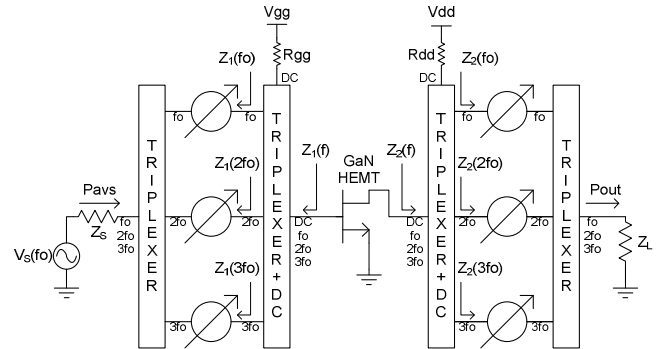 Vgg
Vdd
Rgg
Rdd
DC
DC
Z1(fo)
Z2(fo)
fo
fo
fo
fo
TRIPLEXER
TRIPLEXER+DC
TRIPLEXER+DC
TRIPLEXER
Z1(2fo)
Z1(f)
GaN
HEMT
Z2(f)
Z2(2fo)
Pavs
ZS
fo
2fo
3fo
2fo
2fo
DC
fo
2fo
3fo
DC
fo
2fo
3fo
2fo
2fo
fo
2fo
3fo
Pout
ZL
VS(fo)
Z1(3fo)
Z2(3fo)
3fo
3fo
3fo
3fo